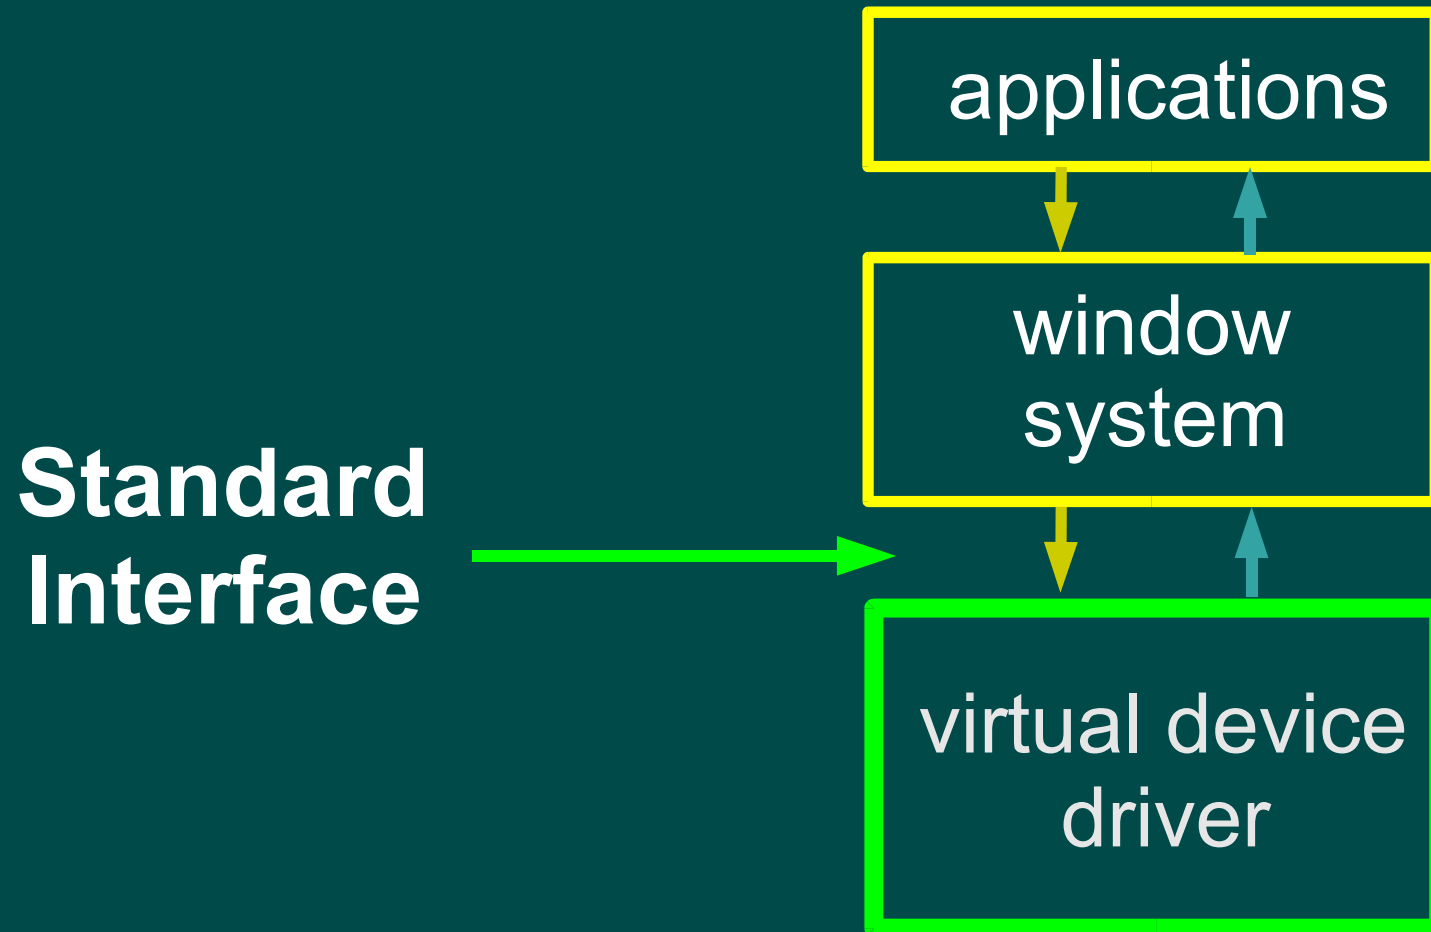 applications
window
system
Standard
Interface
virtual device
driver